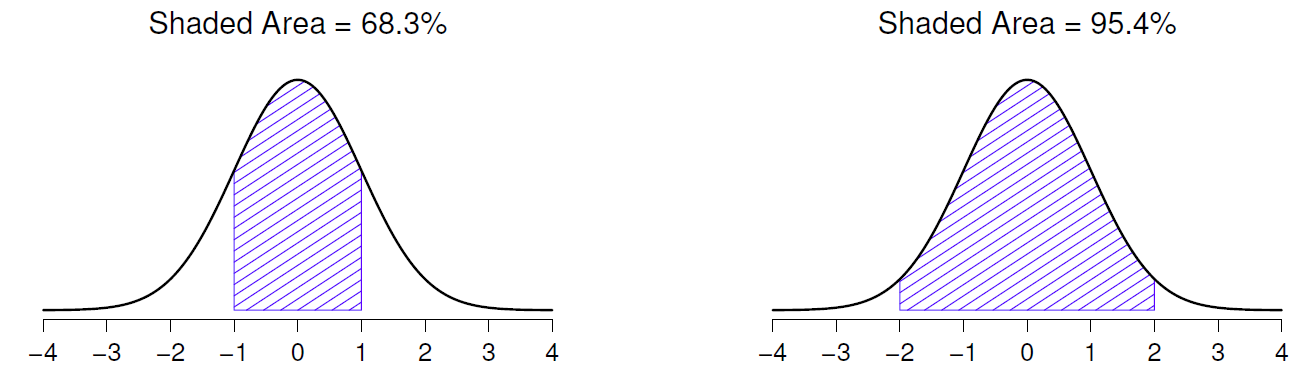 Shaded Area = 68.3%
−4 −3 −2 −1 0 1 2 3 4
Shaded Area = 95.4%
−4 −3 −2 −1 0 1 2 3 4